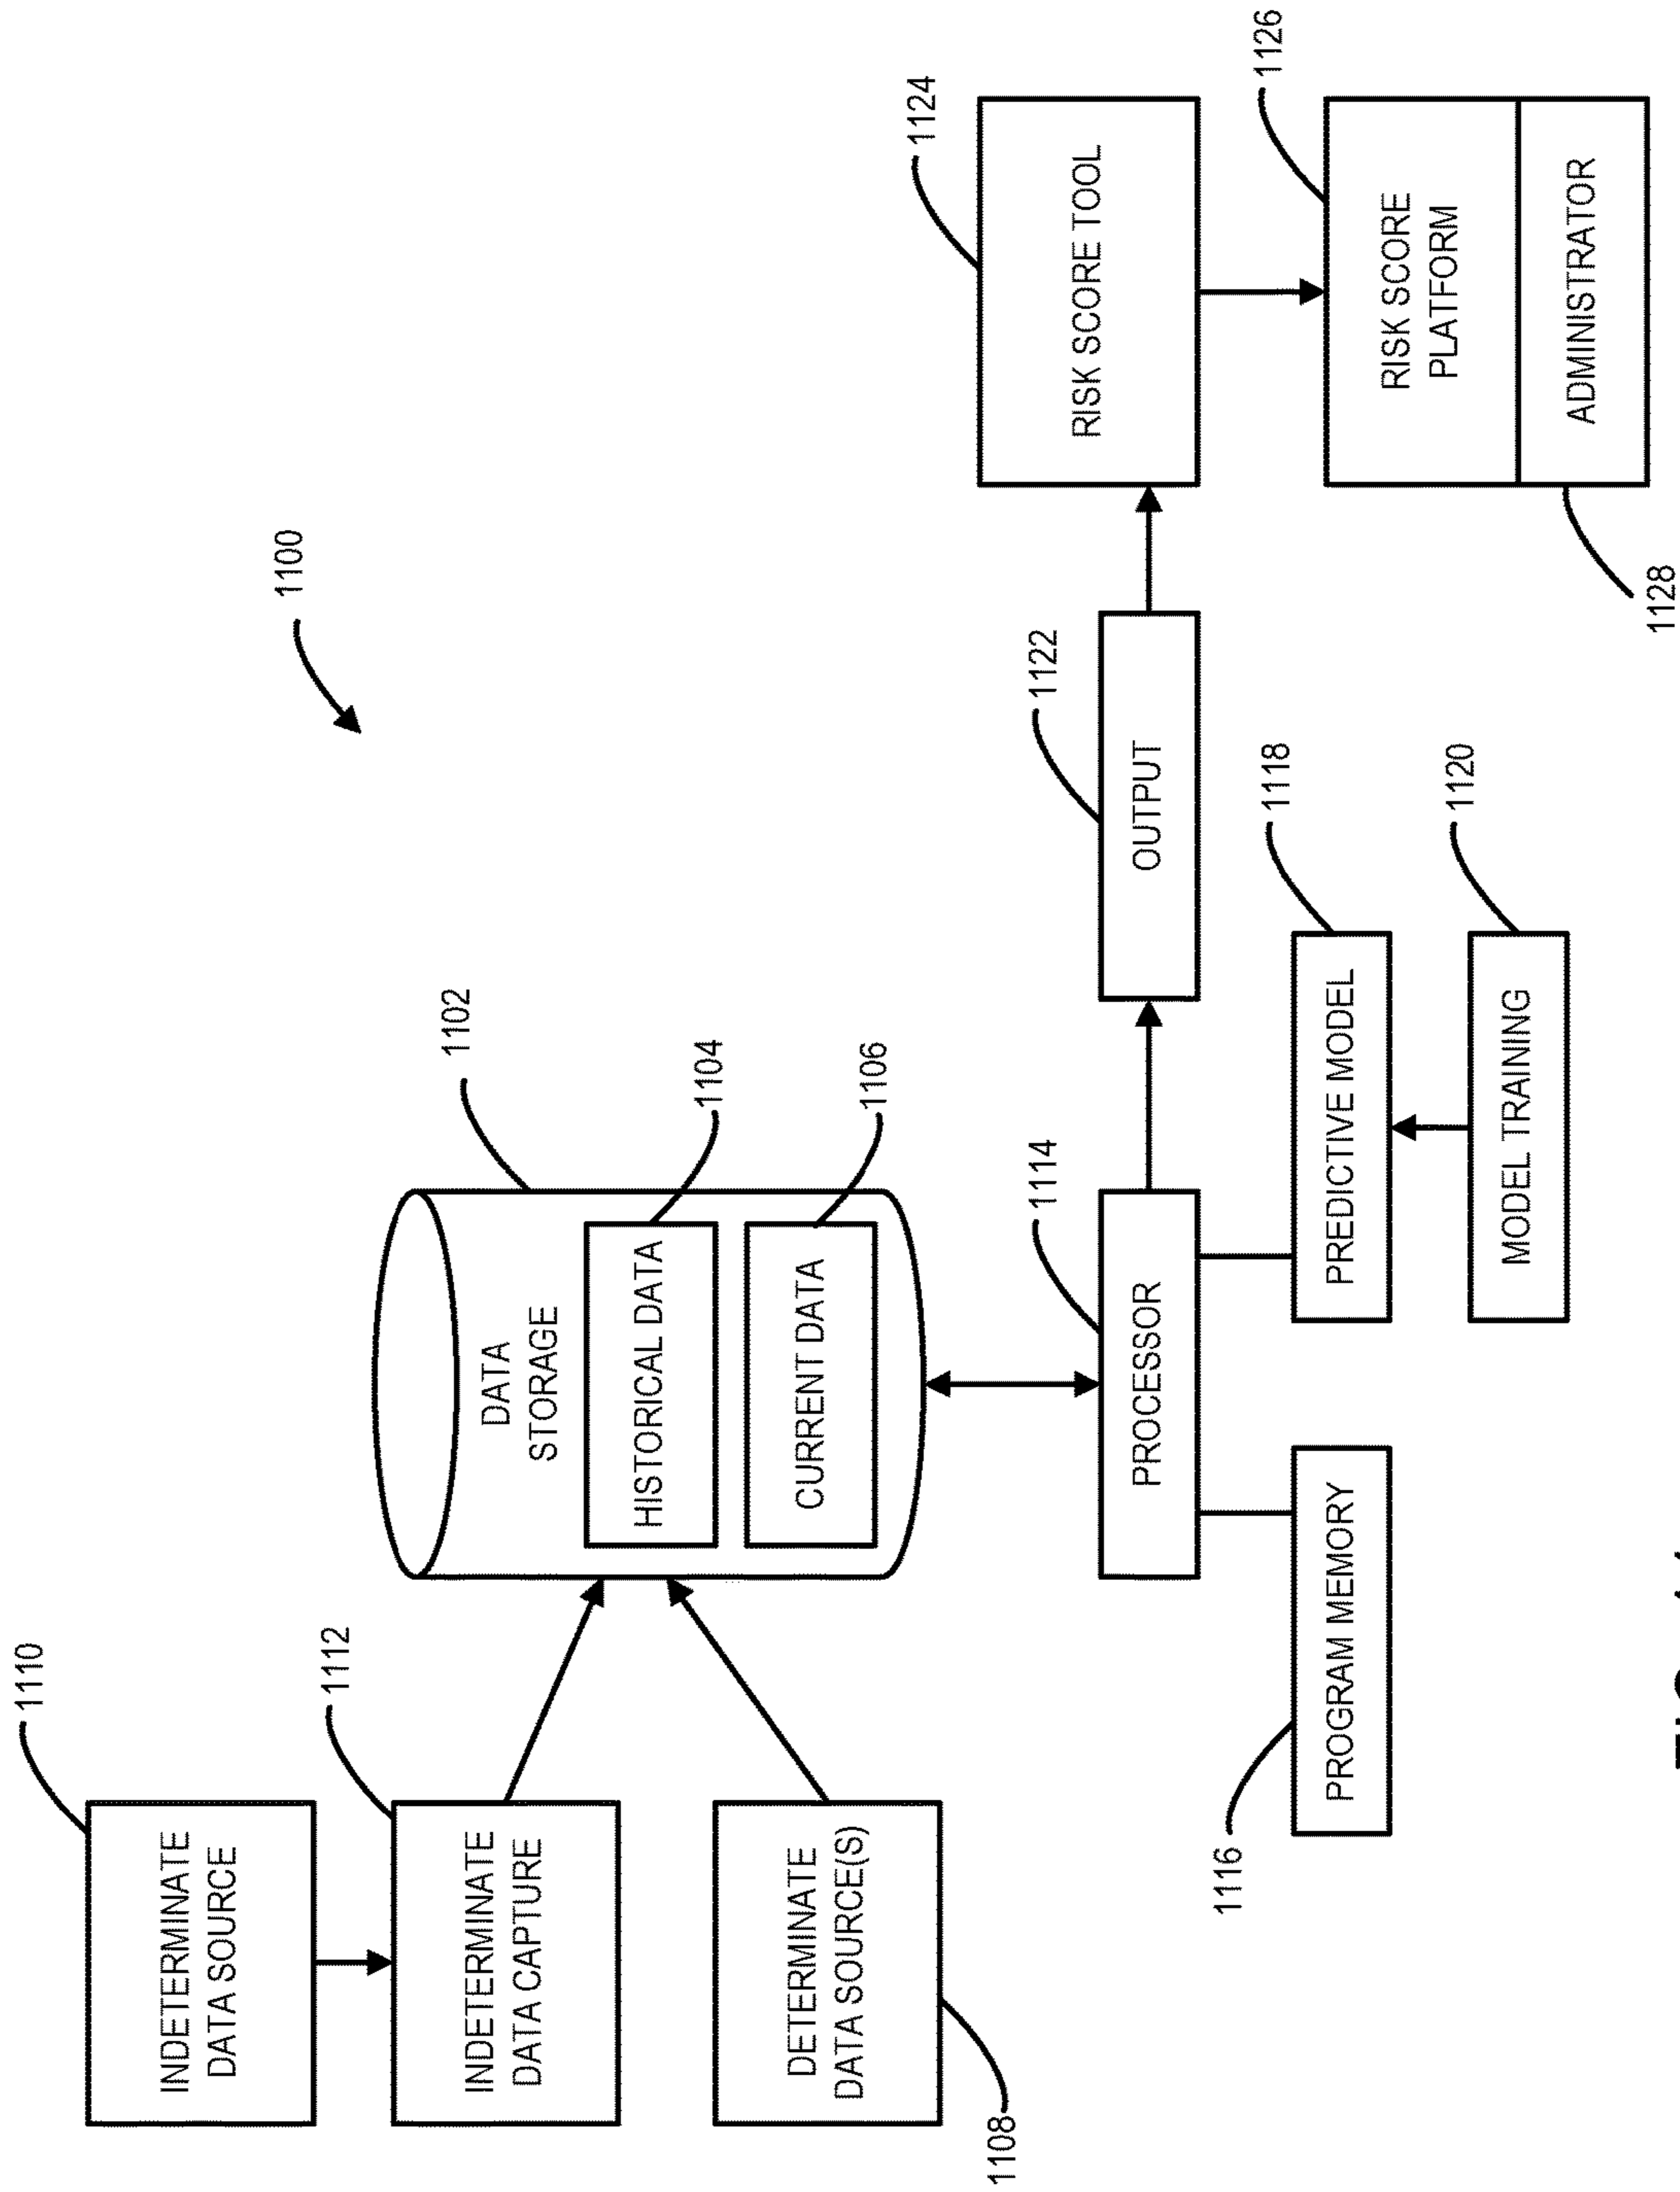 1100
1110
INDETERMINATE
DATA SOURCE
1112
INDETERMINATE
DATA CAPTURE
DETERMINATE
DATA SOURCE(S)
1108
1102
DATA
STORAGE
HISTORICAL DATA
1104
CURRENT DATA
1106
1114
PROCESSOR
1116
PROGRAM MEMORY
PREDICTIVE MODEL
1118
MODEL TRAINING
1120
OUTPUT
1122
RISK SCORE TOOL
1124
RISK SCORE
PLATFORM
1126
ADMINISTRATOR
1128